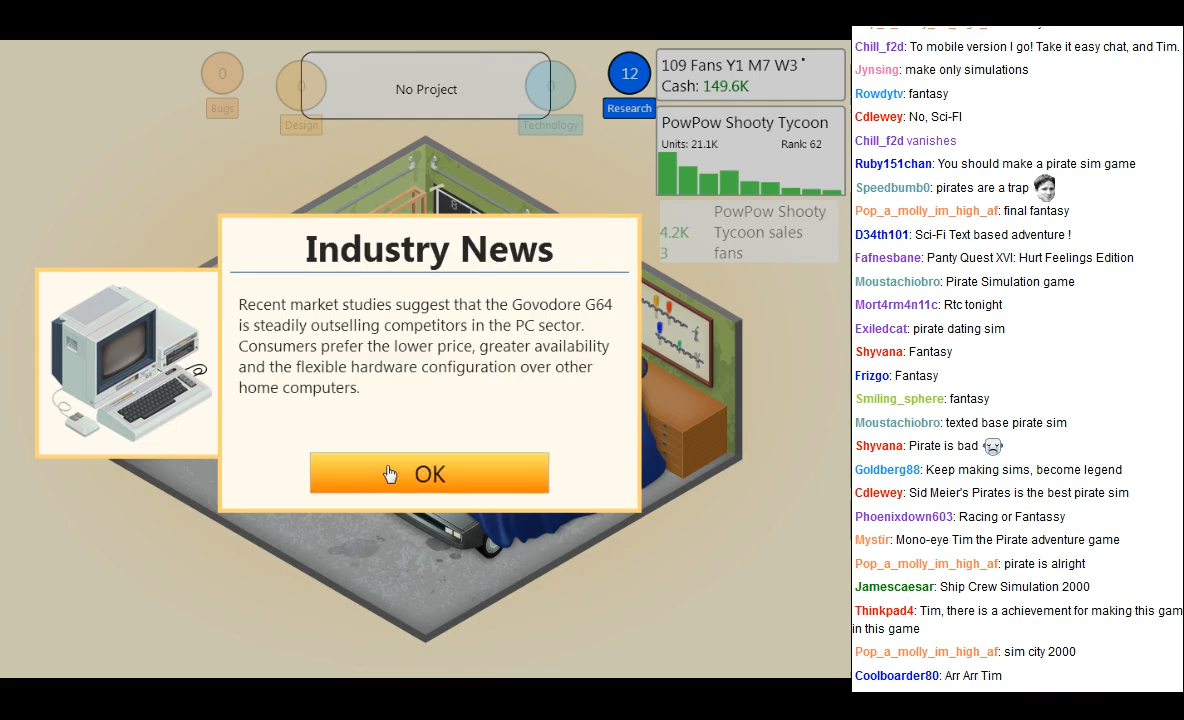 0
Bugs
0
Design
No Project
0
Technology
12
Research
109 Fans Y1 M7 W3
Cash: 149.6K
PowPow Shooty Tycoon
Units: 21.1K Rank: 62
4.2K PowPow Shooty
Tycoon sales
3 fans
Industry News
Recent market studies suggest that the Govodore G64
is steadily outselling competitors in the PC sector.
Consumers prefer the lower price, greater availability
and the flexible hardware configuration over other
home computers.
OK
Chill_f2d: To mobile version I go! Take it easy chat, and Tim.
Jynsing: make only simulations
Rowdytv: fantasy
Cdlewey: No, Sci-FI
Chill_f2d vanishes
Ruby151chan: You should make a pirate sim game
Speedbumb0: pirates are a trap
Pop_a_molly_im_high_af: final fantasy
D34th101: Sci-Fi Text based adventure !
Fafnesbane: Panty Quest XVI: Hurt Feelings Edition
Moustachiobro: Pirate Simulation game
Mort4rm4n11c: Rtc tonight
Exiledcat: pirate dating sim
Shyvana: Fantasy
Frizgo: Fantasy
Smiling_sphere: fantasy
Moustachiobro: texted base pirate sim
Shyvana: Pirate is bad
Goldberg88: Keep making sims, become legend
Cdlewey: Sid Meier's Pirates is the best pirate sim
Phoenixdown603: Racing or Fantassy
Mystir: Mono-eye Tim the Pirate adventure game
Pop_a_molly_im_high_af: pirate is alright
Jamescaesar: Ship Crew Simulation 2000
Thinkpad4: Tim, there is a achievement for making this gam
in this game
Pop_a_molly_im_high_af: sim city 2000
Coolboarder80: Arr Arr Tim